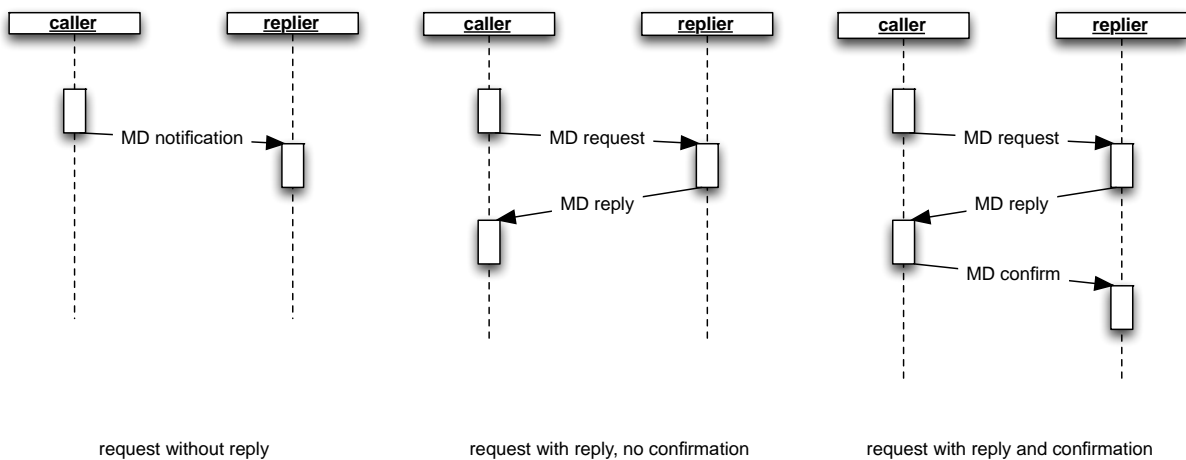 caller
replier
MD notification
request without reply
caller
replier
MD request
MD reply
request with reply, no confirmation
caller
replier
MD request
MD reply
MD confirm
request with reply and confirmation